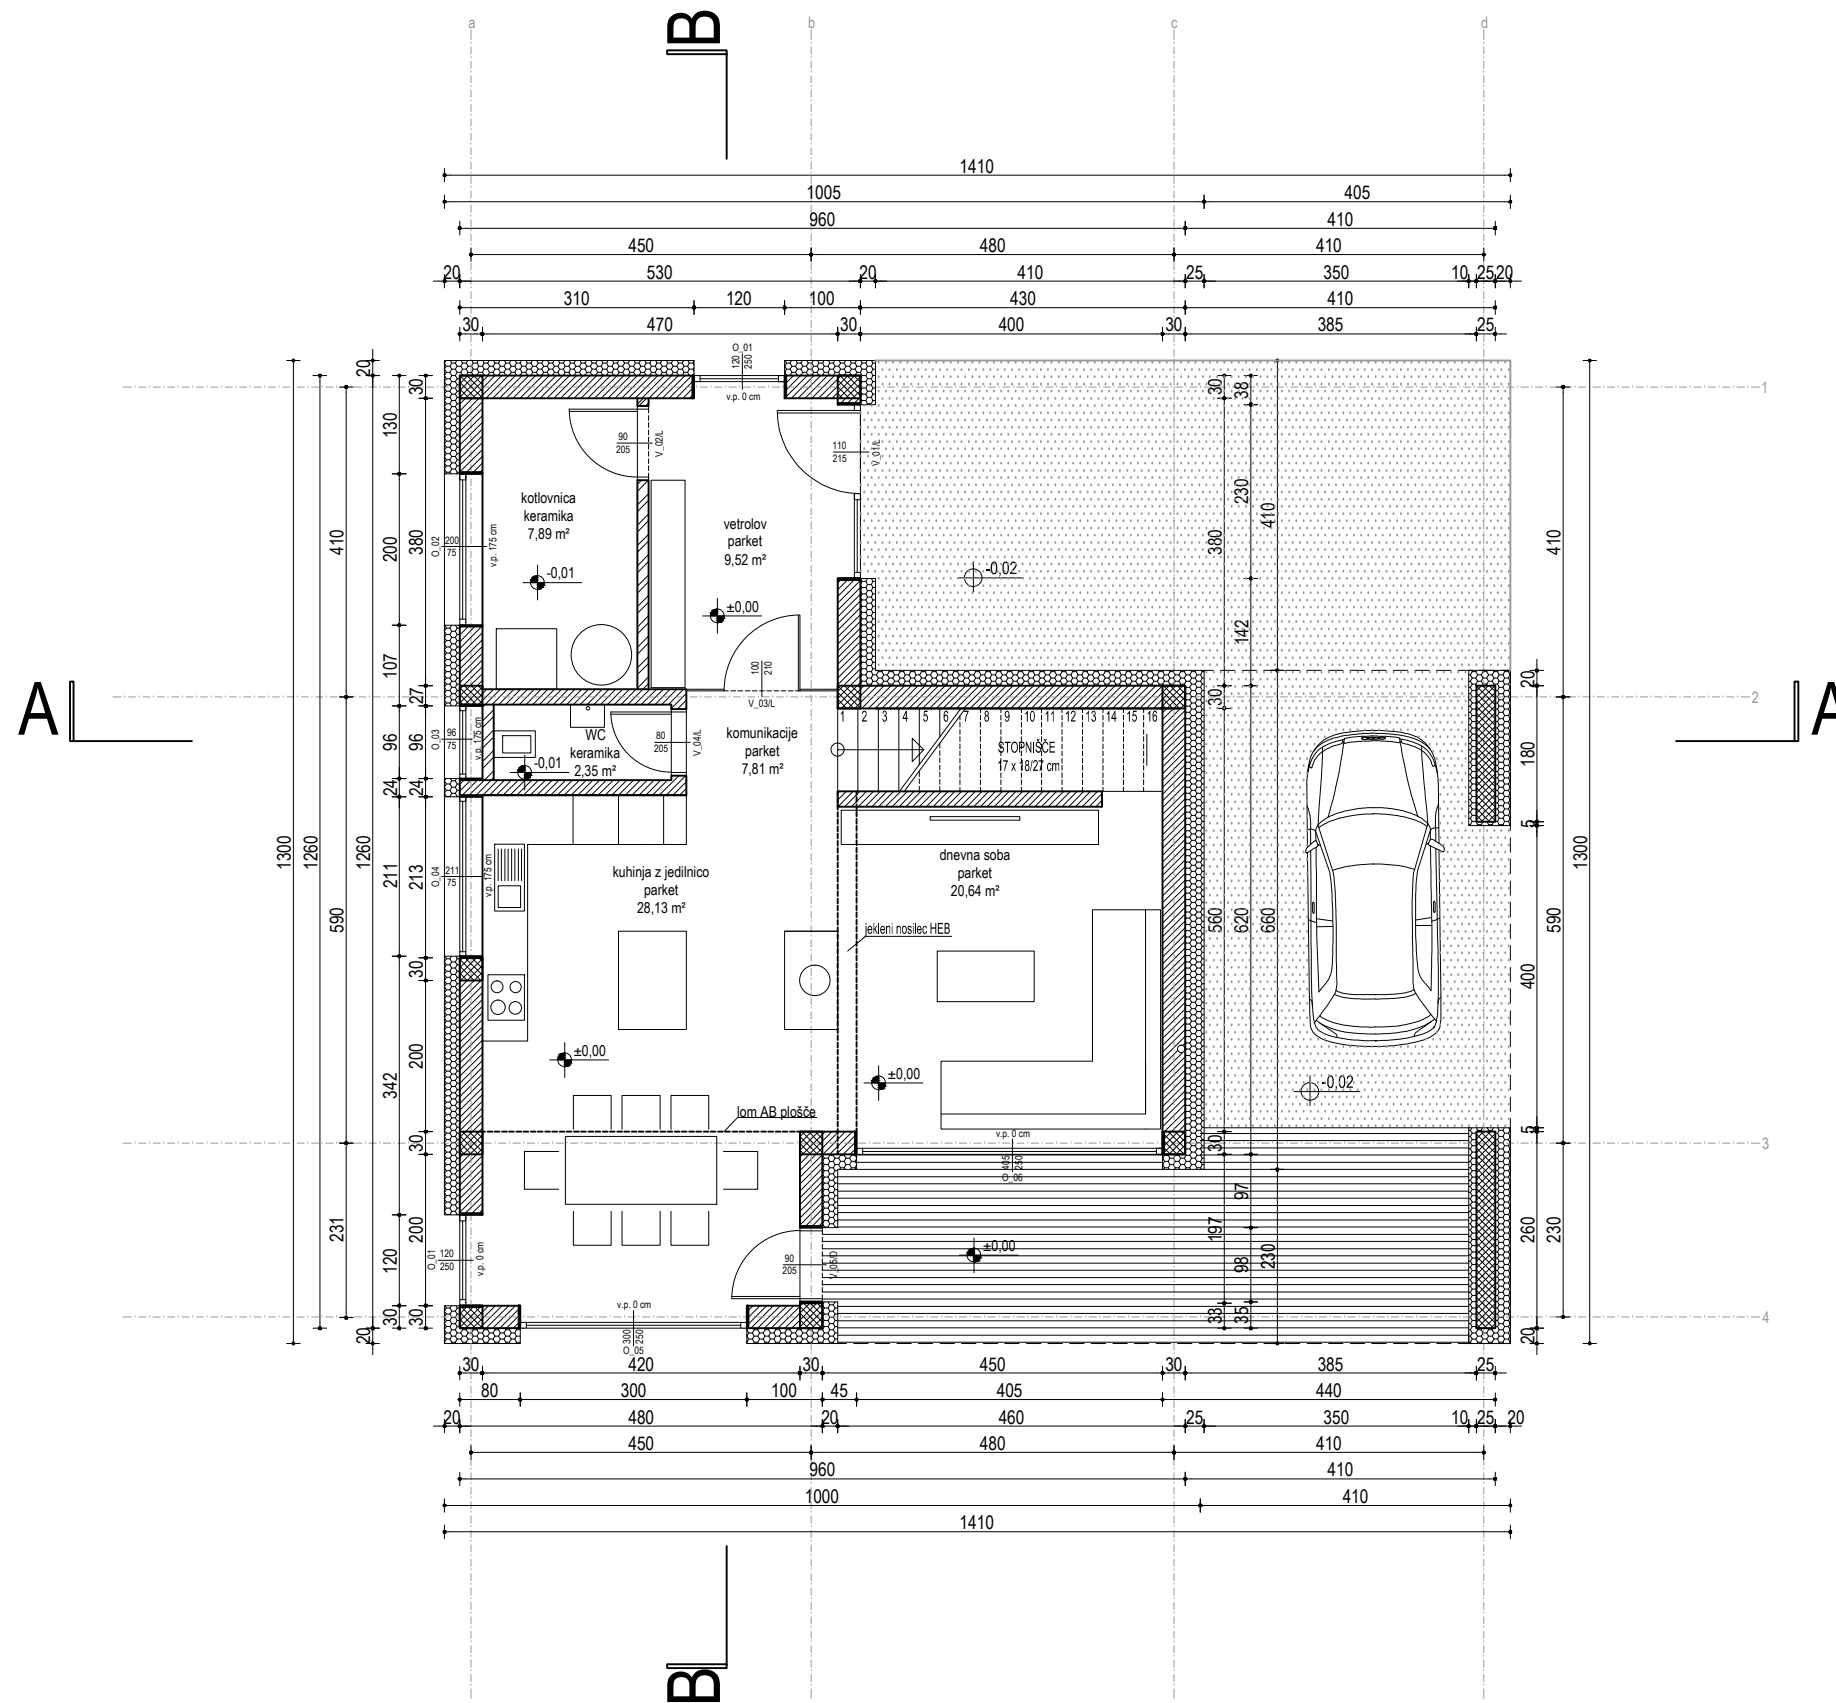 a b c d
B
1410
1005 405
960 410
450 480 410
20 530 20 410 25 350 10 25 20
310 120 100 430 410
30 470 30 400 30 385 25
O_01
120
250
v.p. 0 cm
1
20
30
130
410
200
380
107
27
O_02
200
75
v.p. 175 cm
90
205
V_02/L
110
215
V_01/L
kotlovnica
keramika
7,89 m²
-0,01
vetrolov
parket
9,52 m²
±0,00
100
210
V_03/L
-0,02
30
38
230
410
380
142
30
410
20
A
A
2
96
96
24
24
O_03
96
75
v.p. 175 cm
WC
keramika
2,35 m²
-0,01
80
205
V_04/L
komunikacije
parket
7,81 m²
1 2 3 4 5 6 7 8 9 10 11 12 13 14 15 16
STOPNIŠČE
17 x 18/27 cm
180
5
1300
1260
1260
590
211
213
30
200
342
30
O_04
211
75
v.p. 175 cm
kuhinja z jedilnico
parket
28,13 m²
±0,00
dnevna soba
parket
20,64 m²
jekleni nosilec HEB
±0,00
lom AB plošče
560
620
660
400
590
1300
-0,02
5
v.p. 0 cm
405
250
O_06
30
3
231
200
120
30
30
20
O_01
120
250
v.p. 0 cm
90
205
V_05/D
±0,00
97
197
98
230
33
35
260
230
20
v.p. 0 cm
300
250
O_05
4
30 420 30 450 30 385 25
80 300 100 45 405 440
20 480 20 460 25 350 10 25 20
450 480 410
960 410
1000 410
1410
B